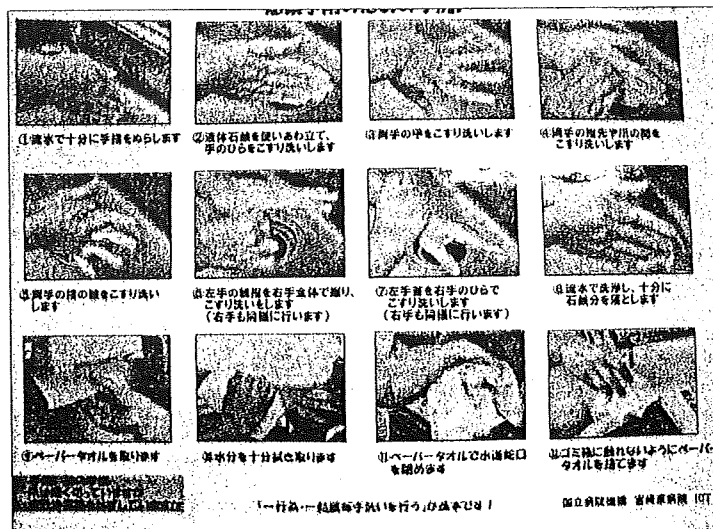 ①流水で十分に手指をぬらします
②液体石鹸を使いあわ立て、
手のひらをこすり洗いします
③両手の甲をこすり洗いします
④両手の指先や爪の間を
こすり洗いします
⑤両手の指の間をこすり洗い
します
⑥左手の親指を右手全体で握り、
こすり洗いをします
(右手も同様に行います)
⑦左手首を右手のひらで
こすり洗いします
(右手も同様に行います)
⑧流水で洗浄し、十分に
石鹸分を落とします
⑨ペーパータオルを取ります
⑩水分を十分拭き取ります
⑪ペーパータオルで水道蛇口
を閉めます
⑫ゴミ箱に触れないようにペーパー
タオルを捨てます
「一行為・一処置毎手洗いを行う」が基本です!
国立病院機構 宮崎東病院 ICT